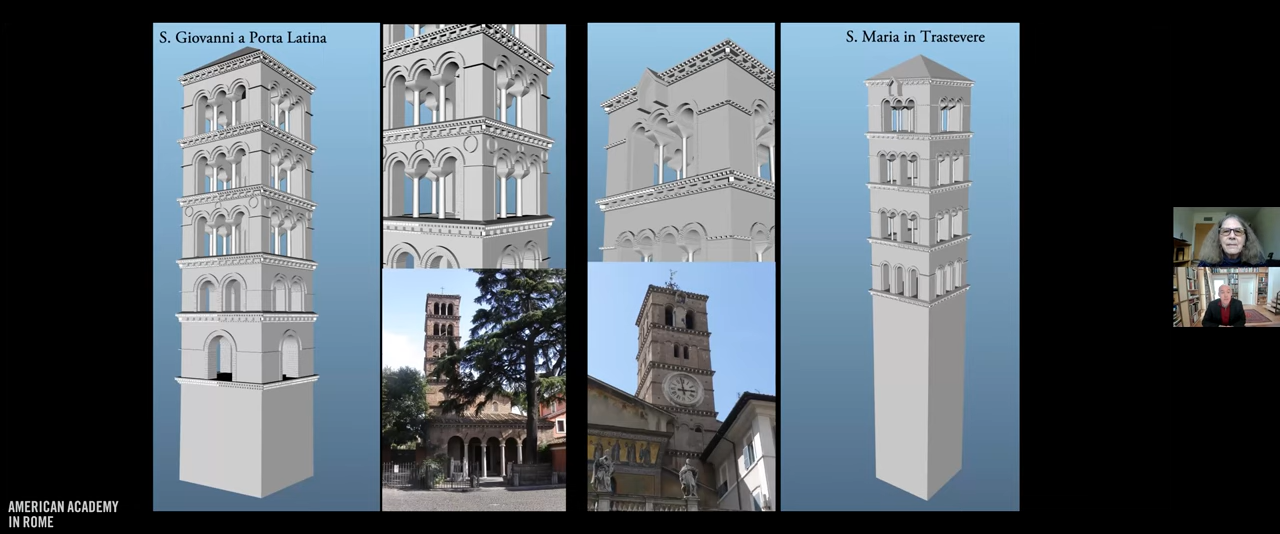 S. Giovanni a Porta Latina
S. Maria in Trastevere
AMERICAN ACADEMY
IN ROME